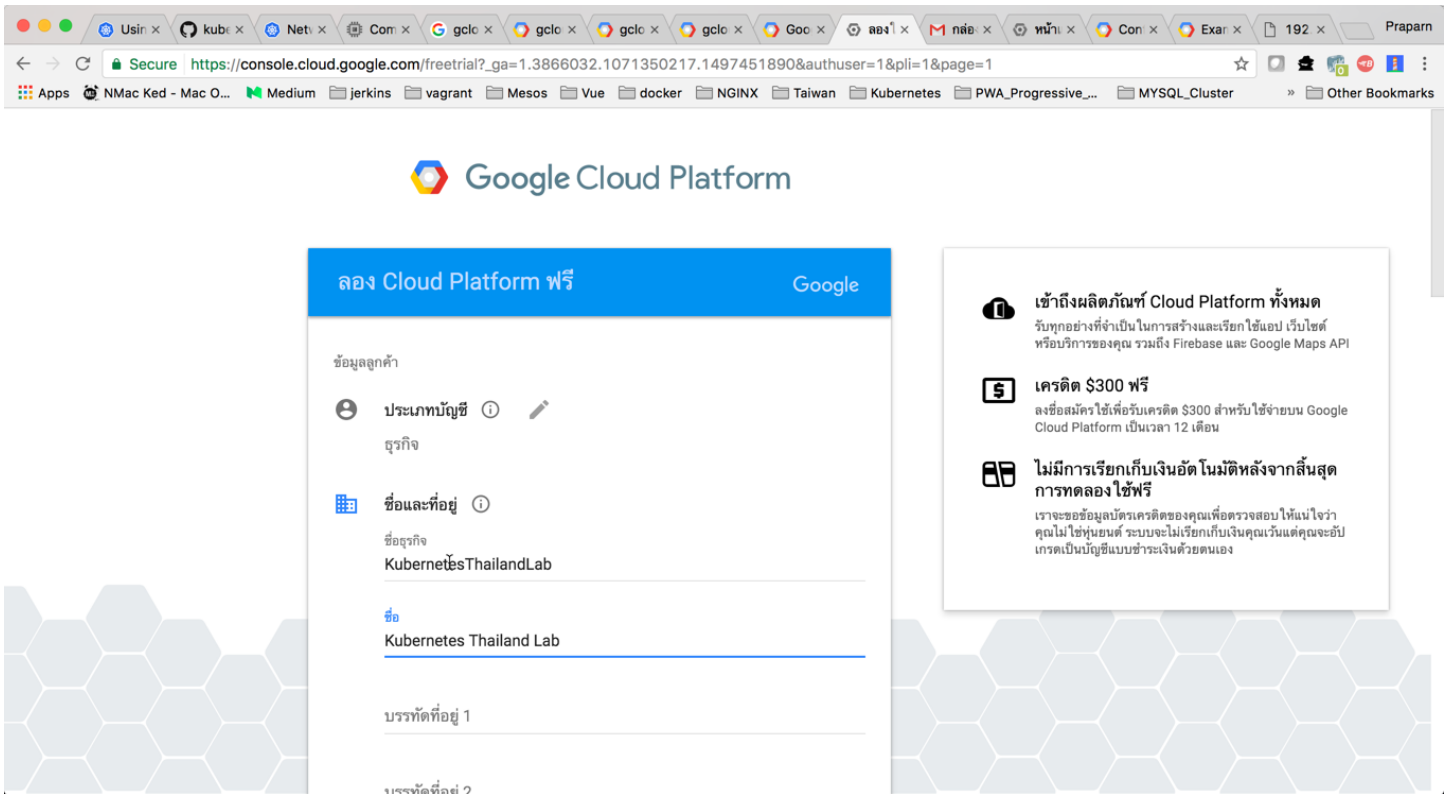 Usin
kube
Netv
Com
gclo
gclo
gclo
gclo
Goo
ลองใ
กล่อ
หน้า
Cont
Exan
192.
Praparn
Secure https://console.cloud.google.com/freetrial?_ga=1.3866032.1071350217.1497451890&authuser=1&pli=1&page=1
Apps NMac Ked - Mac O... Medium jerkins vagrant Mesos Vue docker NGINX Taiwan Kubernetes PWA_Progressive_... MYSQL_Cluster » Other Bookmarks
Google Cloud Platform
ลอง Cloud Platform ฟรี
Google
ข้อมูลลูกค้า
ประเภทบัญชี
ธุรกิจ
ชื่อและที่อยู่
ชื่อธุรกิจ
KubernetesThailandLab
ชื่อ
Kubernetes Thailand Lab
บรรทัดที่อยู่ 1
บรรทัดที่อยู่ 2
เข้าถึงผลิตภัณฑ์ Cloud Platform ทั้งหมด
รับทุกอย่างที่จำเป็นในการสร้างและเรียกใช้แอป เว็บไซต์
หรือบริการของคุณ รวมถึง Firebase และ Google Maps API
เครดิต $300 ฟรี
ลงชื่อสมัครใช้เพื่อรับเครดิต $300 สำหรับใช้จ่ายบน Google
Cloud Platform เป็นเวลา 12 เดือน
ไม่มีการเรียกเก็บเงินอัตโนมัติหลังจากสิ้นสุด
การทดลองใช้ฟรี
เราจะขอข้อมูลบัตรเครดิตของคุณเพื่อตรวจสอบให้แน่ใจว่า
คุณไม่ใช่หุ่นยนต์ ระบบจะไม่เรียกเก็บเงินคุณเว้นแต่คุณจะอัป
เกรดเป็นบัญชีแบบชำระเงินด้วยตนเอง